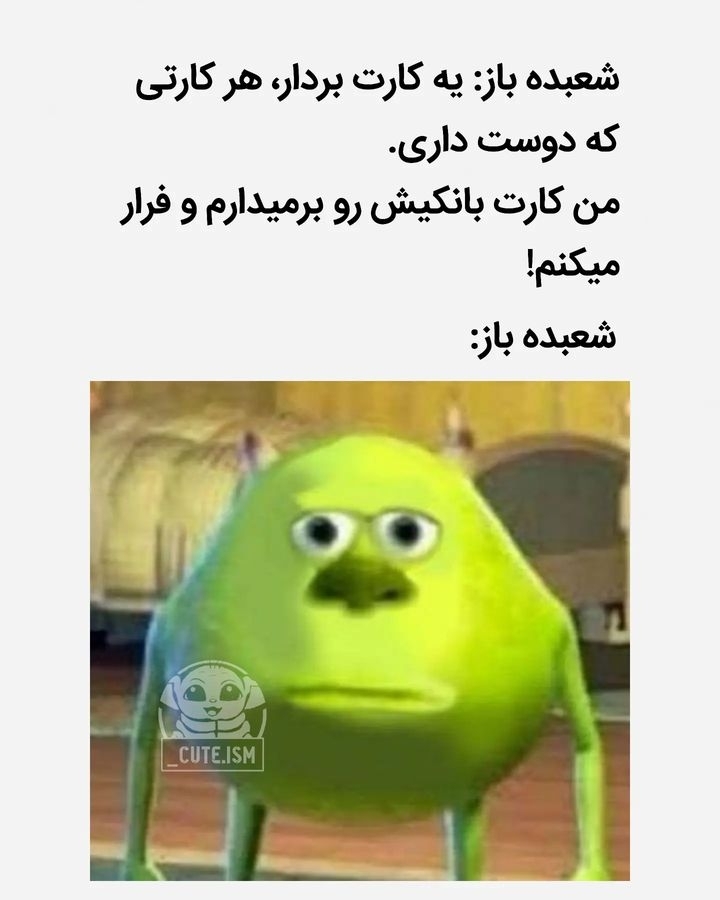 شعبده باز: یه کارت بردار، هر کارتی
که دوست داری.
من کارت بانکیش رو برمیدارم و فرار
میکنم!
شعبده باز:
_CUTE.ISM